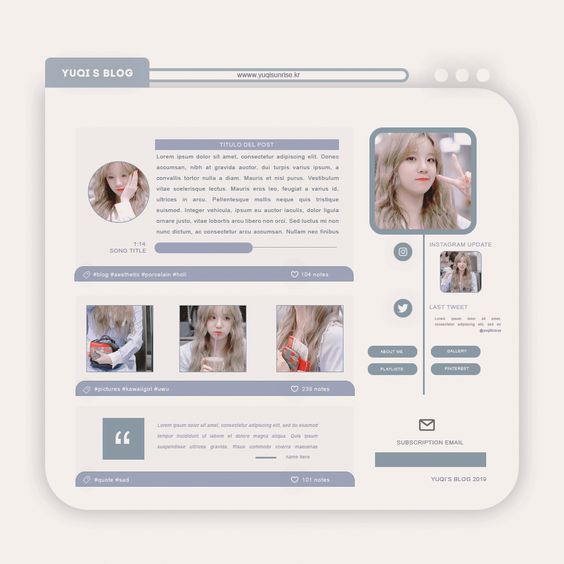 YUQI S BLOG
wwww.yuqisunrise.kr
TITULO DEL POST
Lorem ipsum dolor sit amet, consectetur adipiscing elit. Donec
accumsan, nibh at gravida auctor, dui turpis varius ipsum, a
convallis tortor nulla a diam. Mauris et nisl purus. Vestibulum
vitae scelerisque lectus. Mauris eros leo, feugiat a varius id,
ultrices in arcu. Pellentesque mollis neque quis tristique
euismod. Integer vehicula, ipsum eu auctor iaculis, dolor ligula
ornare justo, vitae lobortis arcu libero non orci. Sed luctus mi non
nunc dictum, ac consectetur arcu accumsan. Nullam nec finibus
1:14
SONG TITLE
#blog #aesthetic #porcelain #holi
104 notes
#pictures #kawaiigirl #uwu
239 notes
“
Lorem ipsum dolor sit amet, consectetur adipiscing elit, sed do eiusmod
tempor incididunt ut labore et dolore magna aliqua. Quis ipsum
suspendisse ultrices gravida. Risus commodo viverra maecenas
name here
#quote #sad
101 notes
INSTAGRAM UPDATE
LAST TWEET
Lorem ipsum dolor sit amet,
consectetur adipiscing elit, sed do
ABOUT ME
GALLERY
PLAYLISTS
PINTEREST
SUBSCRIPTION EMAIL
YUQI'S BLOG 2019